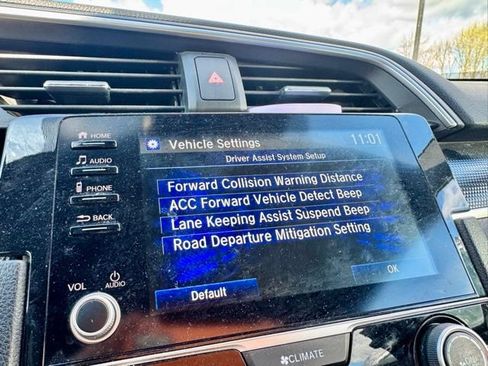 HOME
Vehicle Settings
11:01
Driver Assist System Setup
AUDIO
Forward Collision Warning Distance
ACC Forward Vehicle Detect Beep
PHONE
Lane Keeping Assist Suspend Beep
BACK
Road Departure Mitigation Setting
VOL
AUDIO
Default
OK
CLIMATE